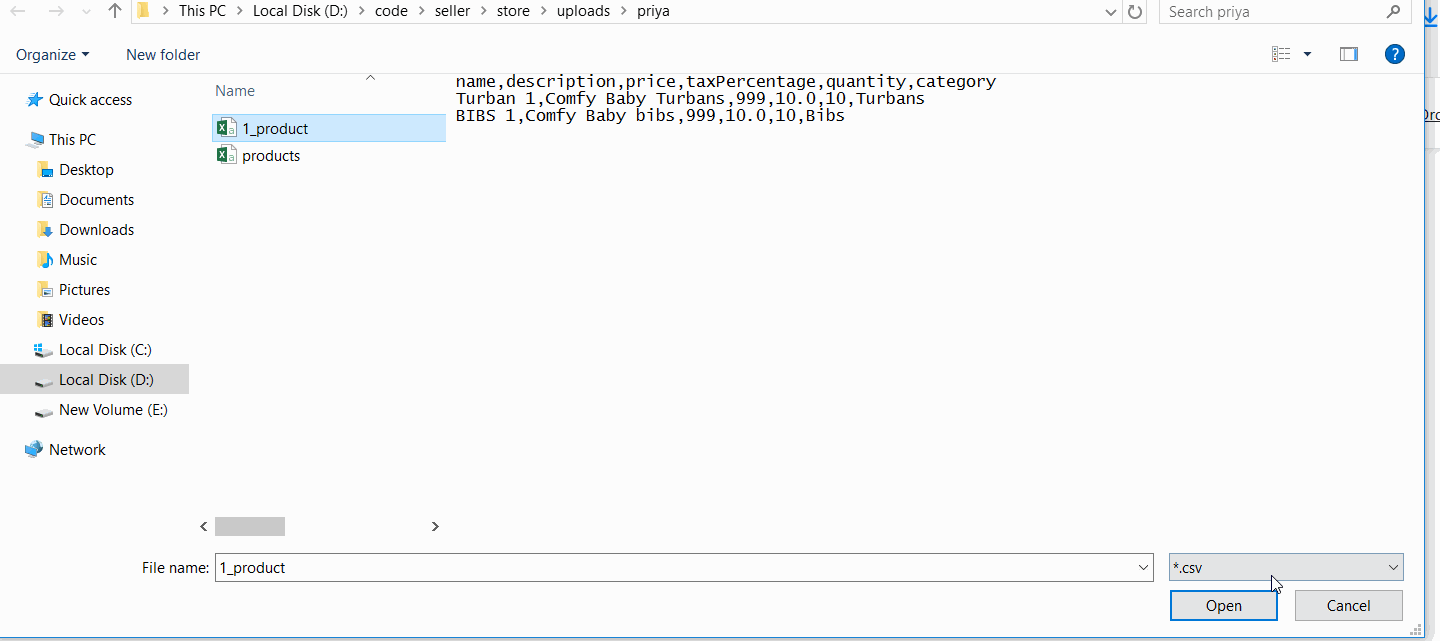 This PC > Local Disk (D:) > code > seller > store > uploads > priya
Search priya
Organize
New folder
Name
Quick access
This PC
Desktop
Documents
Downloads
Music
Pictures
Videos
Local Disk (C:)
Local Disk (D:)
New Volume (E:)
Network
1_product
products
name,description,price,taxPercentage,quantity,category
Turban 1,Comfy Baby Turbans,999,10.0,10,Turbans
BIBS 1,Comfy Baby bibs,999,10.0,10,Bibs
File name:
1_product
*.csv
Open
Cancel